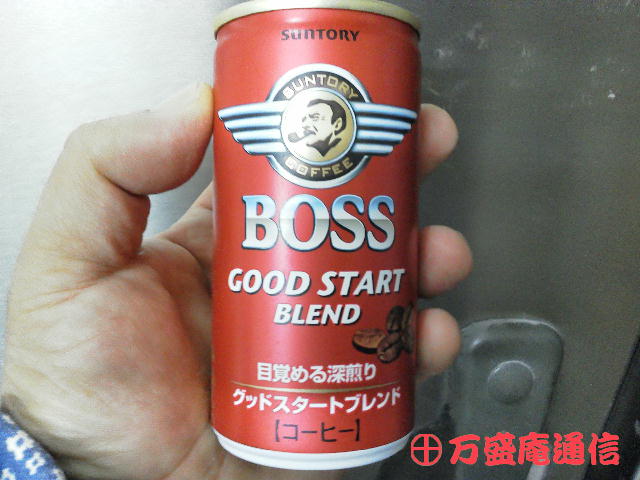 SUNTORY
SUNTORY
COFFEE
BOSS
GOOD START
BLEND
目覚める深煎り
グッドスタートブレンド
【コーヒー】
万盛庵通信